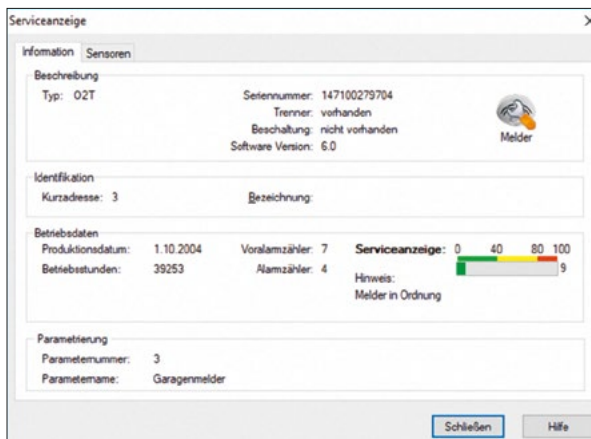 Serviceanzeige
Information Sensoren
Beschreibung
Typ: O2T
Seriennummer: 147100279704
Trenner: vorhanden
Beschaltung: nicht vorhanden
Software Version: 6.0
Melder
Identifikation
Kurzadresse: 3 Bezeichnung:
Betriebsdaten
Produktionsdatum: 1.10.2004 Voralarmzähler: 7 Serviceanzeige: 0 40 80 100
Betriebsstunden: 39253 Alarmzähler: 4 9
Hinweis:
Melder in Ordnung
Parametrierung
Parameternummer: 3
Parametername: Garagenmelder
Schließen Hilfe